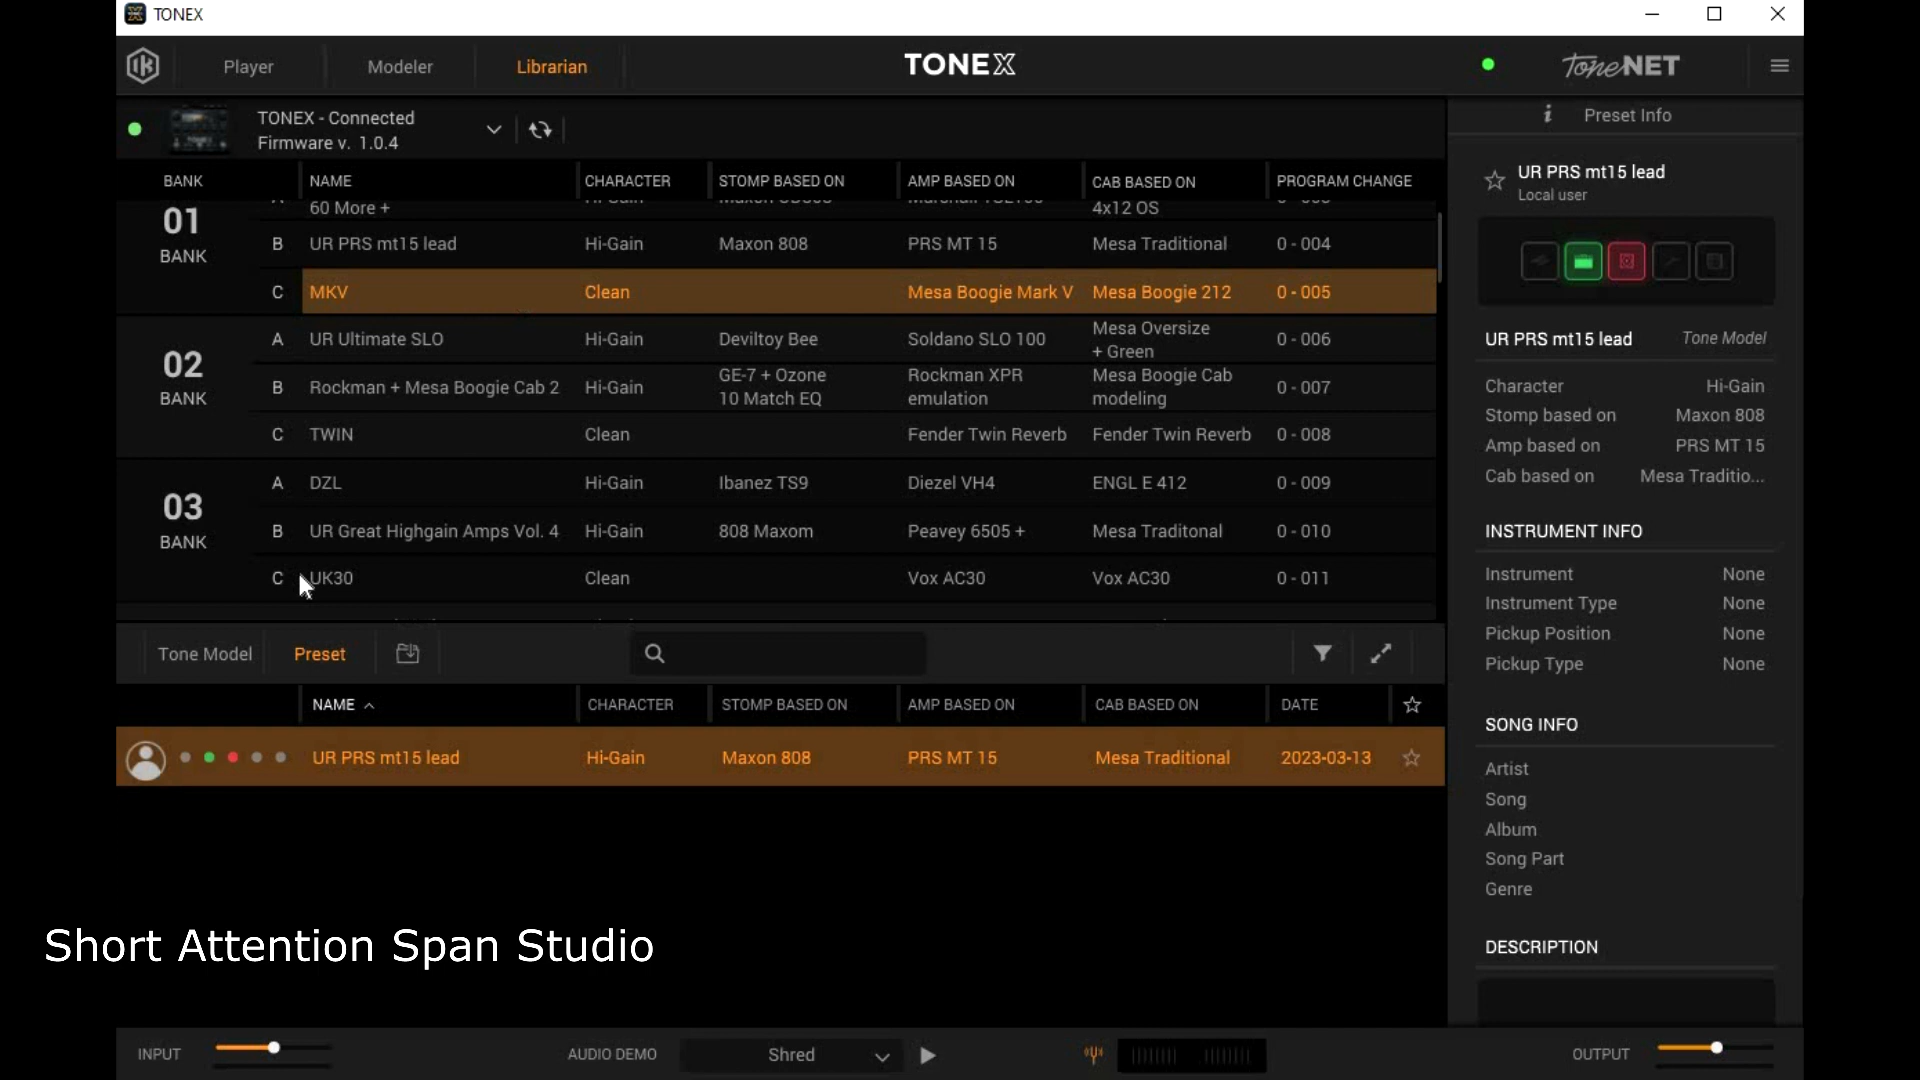 TONEX
Player Modeler Librarian TONEX ToneNET
TONEX - Connected
Firmware v. 1.0.4
i Preset Info
BANK NAME CHARACTER STOMP BASED ON AMP BASED ON CAB BASED ON PROGRAM CHANGE
01 BANK
60 More + 4x12 OS
B UR PRS mt15 lead Hi-Gain Maxon 808 PRS MT 15 Mesa Traditional 0 - 004
C MKV Clean Mesa Boogie Mark V Mesa Boogie 212 0 - 005
02 BANK
A UR Ultimate SLO Hi-Gain Deviltoy Bee Soldano SLO 100 Mesa Oversize + Green 0 - 006
B Rockman + Mesa Boogie Cab 2 Hi-Gain GE-7 + Ozone 10 Match EQ Rockman XPR emulation Mesa Boogie Cab modeling 0 - 007
C TWIN Clean Fender Twin Reverb Fender Twin Reverb 0 - 008
03 BANK
A DZL Hi-Gain Ibanez TS9 Diezel VH4 ENGL E 412 0 - 009
B UR Great Highgain Amps Vol. 4 Hi-Gain 808 Maxom Peavey 6505 + Mesa Traditonal 0 - 010
C UK30 Clean Vox AC30 Vox AC30 0 - 011
Tone Model Preset
NAME CHARACTER STOMP BASED ON AMP BASED ON CAB BASED ON DATE
UR PRS mt15 lead Hi-Gain Maxon 808 PRS MT 15 Mesa Traditional 2023-03-13
UR PRS mt15 lead
Local user
UR PRS mt15 lead Tone Model
Character Hi-Gain
Stomp based on Maxon 808
Amp based on PRS MT 15
Cab based on Mesa Traditio...
INSTRUMENT INFO
Instrument None
Instrument Type None
Pickup Position None
Pickup Type None
SONG INFO
Artist
Song
Album
Song Part
Genre
DESCRIPTION
Short Attention Span Studio
INPUT AUDIO DEMO Shred OUTPUT